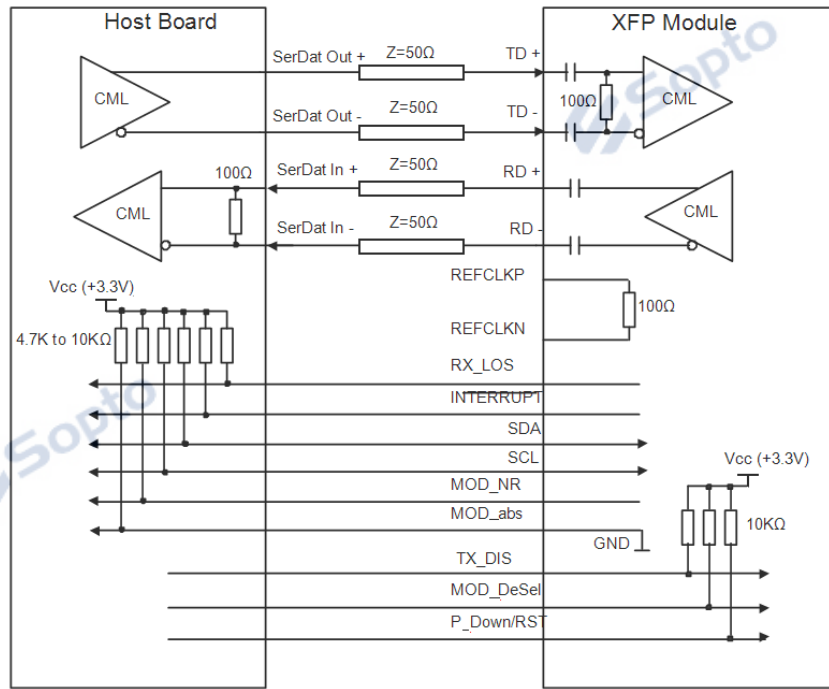 Host Board
XFP Module
SerDat Out +
Z=50Ω
TD +
CML
100Ω
CML
SerDat Out -
Z=50Ω
TD -
SerDat In +
Z=50Ω
RD +
100Ω
CML
CML
SerDat In -
Z=50Ω
RD -
REFCLKP
Vcc (+3.3V)
100Ω
4.7K to 10KΩ
REFCLKN
RX_LOS
INTERRUPT
SDA
SCL
Vcc (+3.3V)
MOD_NR
MOD_abs
10KΩ
GND
TX_DIS
MOD_DeSel
P_Down/RST
Sopto
Sopto